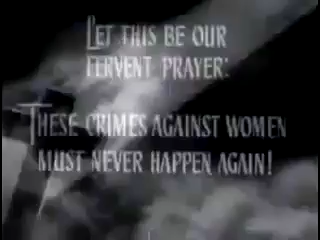 LET THIS BE OUR
FERVENT PRAYER:
THESE CRIMES AGAINST WOMEN
MUST NEVER HAPPEN AGAIN!